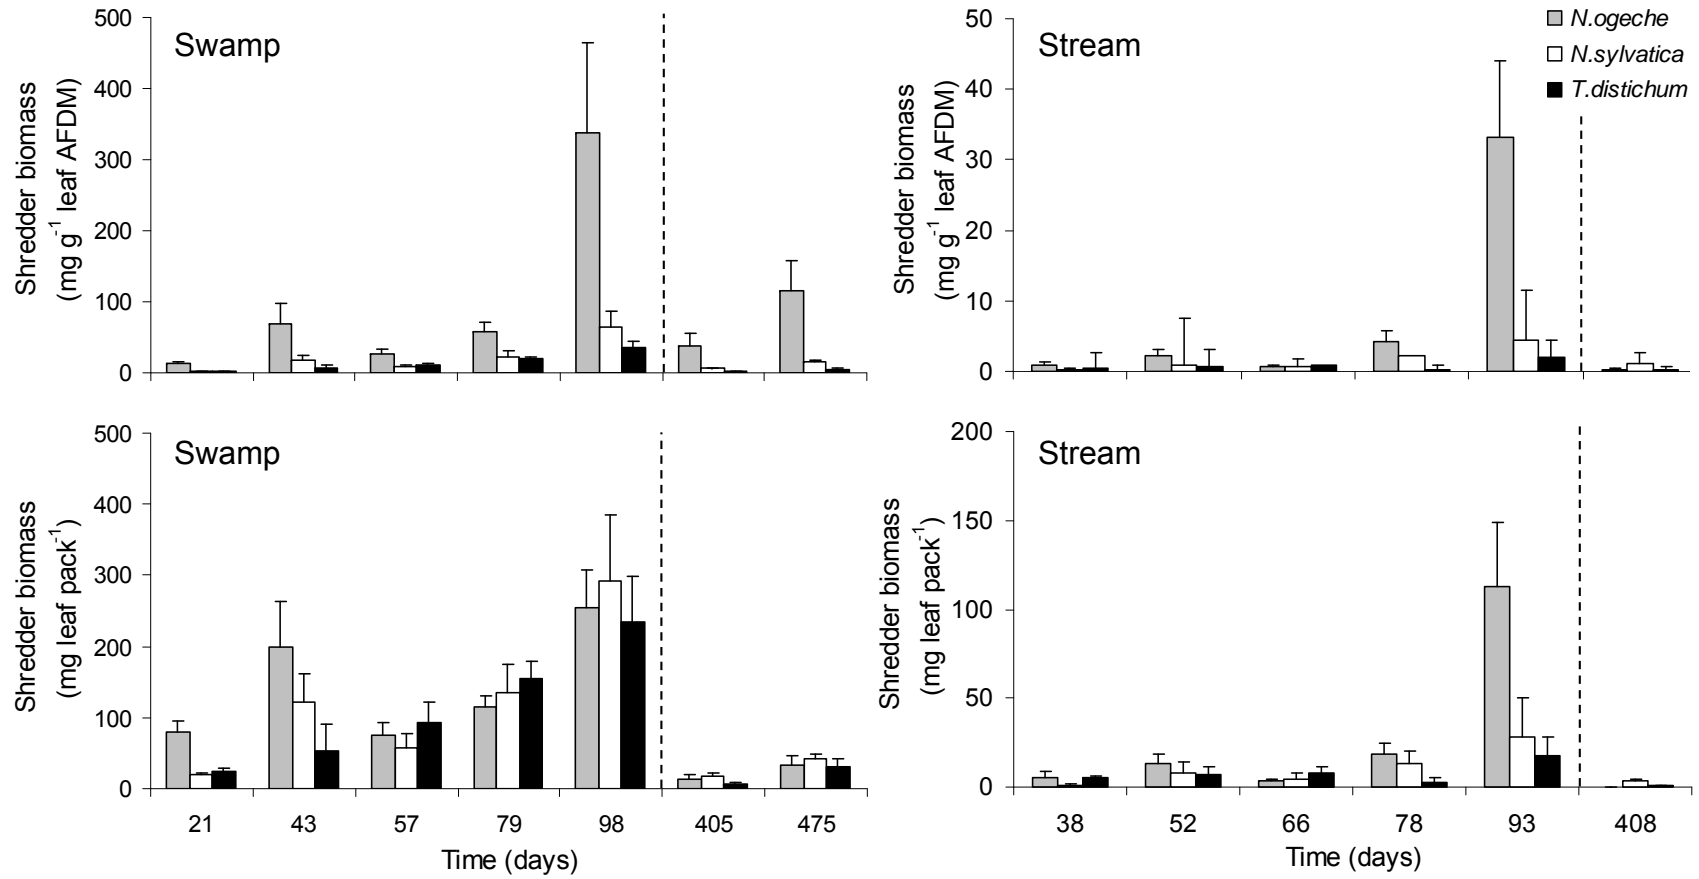 Swamp
Shredder biomass
(mg g-1 leaf AFDM)
500
400
300
200
100
0
Stream
Shredder biomass
(mg g-1 leaf AFDM)
50
40
30
20
10
0
N.ogeche
N.sylvatica
T.distichum
Swamp
Shredder biomass
(mg leaf pack-1)
500
400
300
200
100
0
21 43 57 79 98 405 475
Time (days)
Stream
Shredder biomass
(mg leaf pack-1)
200
150
100
50
0
38 52 66 78 93 408
Time (days)